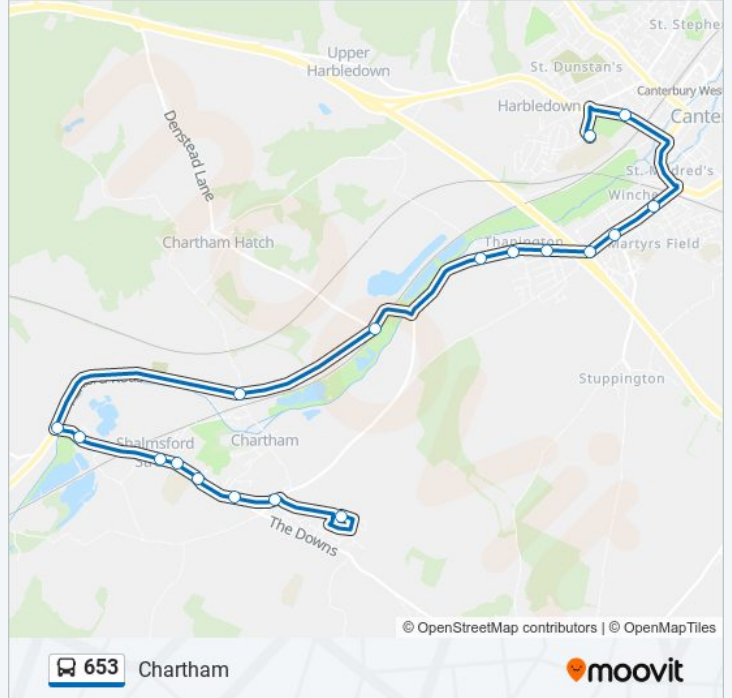 St. Stephe
Upper
Harbledown
St. Dunstan's
Canterbury Wes
Harbledown
Cante
Denstead Lane
St. Mildred's
Winche
Chartham Hatch
Thanington
Martyrs Field
Stuppington
Shalmsford
St
Chartham
The Downs
© OpenStreetMap contributors | © OpenMapTiles
653 Chartham
moovit